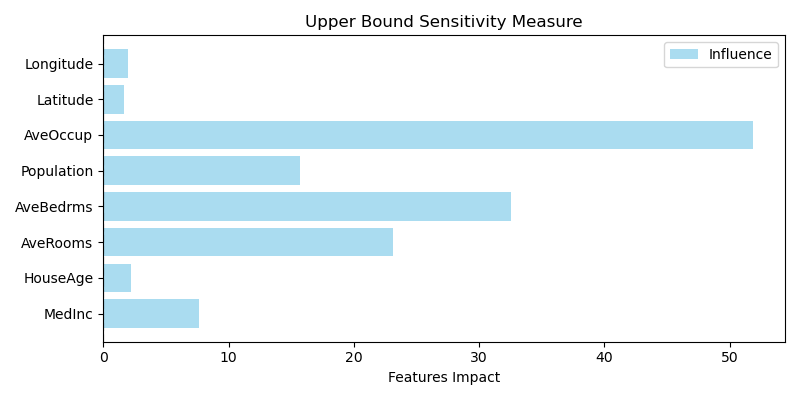 Upper Bound Sensitivity Measure
Influence
Longitude
Latitude
AveOccup
Population
AveBedrms
AveRooms
HouseAge
MedInc
0 10 20 30 40 50
Features Impact